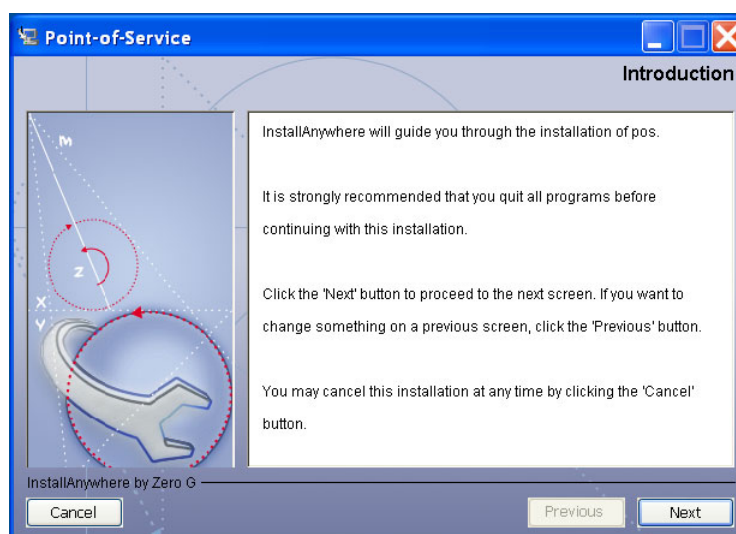 Point-of-Service
Introduction
M
Z
X
Y
InstallAnywhere will guide you through the installation of pos.
It is strongly recommended that you quit all programs before
continuing with this installation.
Click the 'Next' button to proceed to the next screen. If you want to
change something on a previous screen, click the 'Previous' button.
You may cancel this installation at any time by clicking the 'Cancel'
button.
InstallAnywhere by Zero G
Cancel
Previous
Next